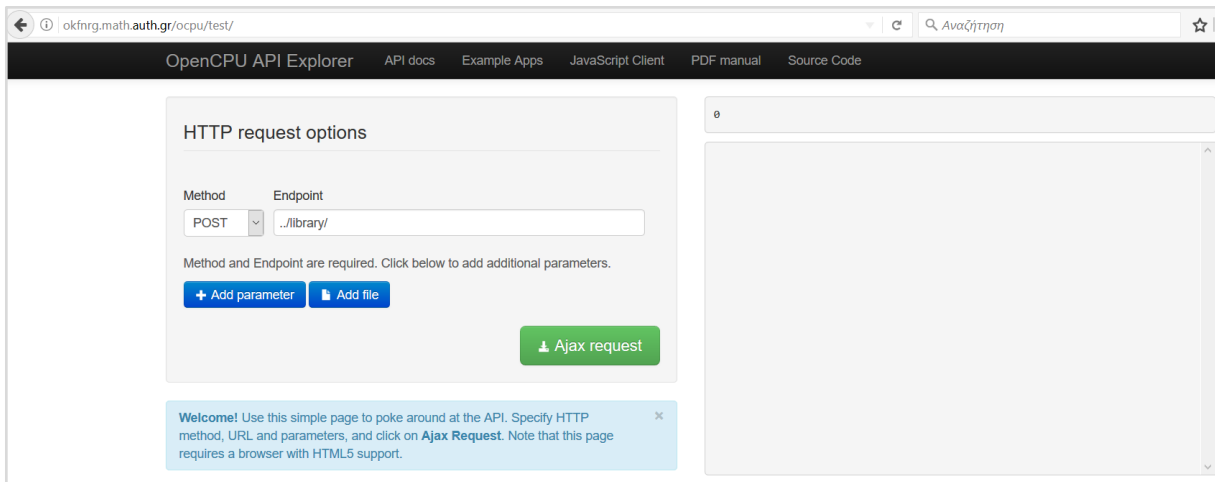 okfnrg.math.auth.gr/ocpu/test/
Αναζήτηση
OpenCPU API Explorer API docs Example Apps JavaScript Client PDF manual Source Code
HTTP request options
Method Endpoint
POST ../library/
Method and Endpoint are required. Click below to add additional parameters.
+ Add parameter Add file
Ajax request
Welcome! Use this simple page to poke around at the API. Specify HTTP ×
method, URL and parameters, and click on Ajax Request. Note that this page
requires a browser with HTML5 support.
0